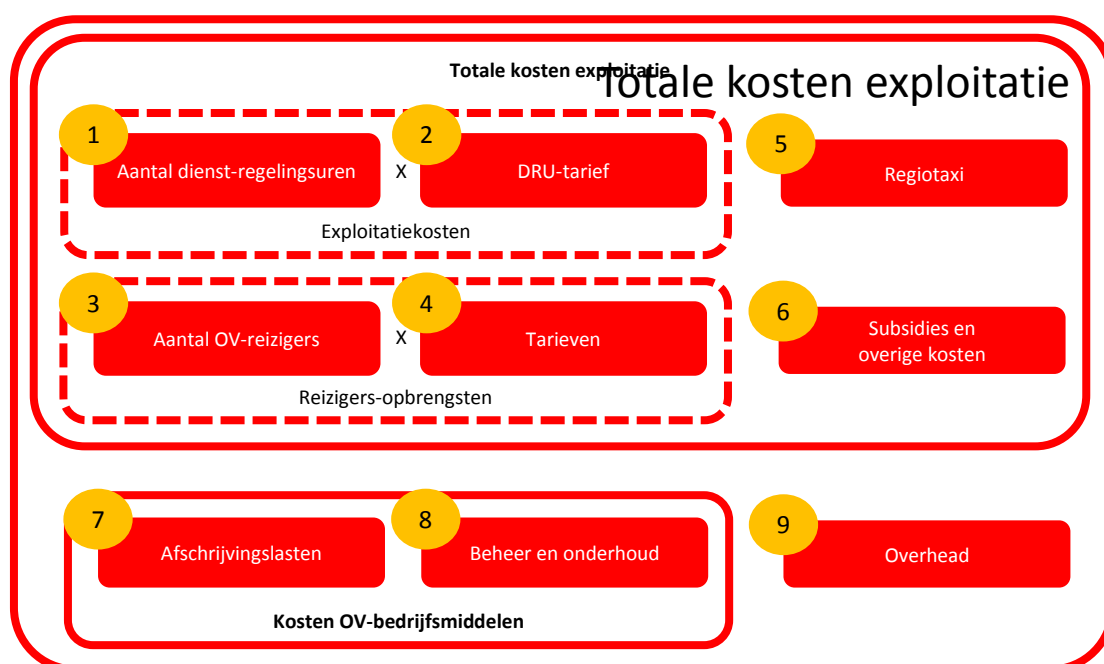 Totale kosten exploitatie
Totale kosten exploitatie
1
2
Aantal dienst-regelingsuren
X
DRU-tarief
5
Regiotaxi
Exploitatiekosten
3
4
Aantal OV-reizigers
X
Tarieven
6
Subsidies en
overige kosten
Reizigers-opbrengsten
7
8
Afschrijvingslasten
Beheer en onderhoud
9
Overhead
Kosten OV-bedrijfsmiddelen